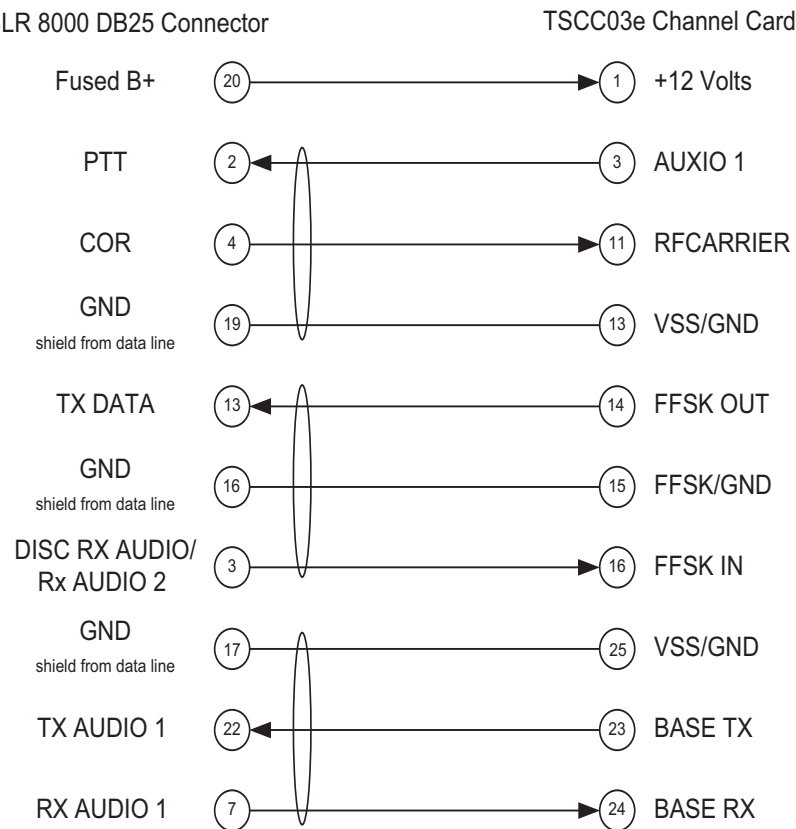 LR 8000 DB25 Connector TSCC03e Channel Card
Fused B+ 20 1 +12 Volts
PTT 2 3 AUXIO 1
COR 4 11 RFCARRIER
GND
shield from data line 19 13 VSS/GND
TX DATA 13 14 FFSK OUT
GND
shield from data line 16 15 FFSK/GND
DISC RX AUDIO/
Rx AUDIO 2 3 16 FFSK IN
GND
shield from data line 17 25 VSS/GND
TX AUDIO 1 22 23 BASE TX
RX AUDIO 1 7 24 BASE RX